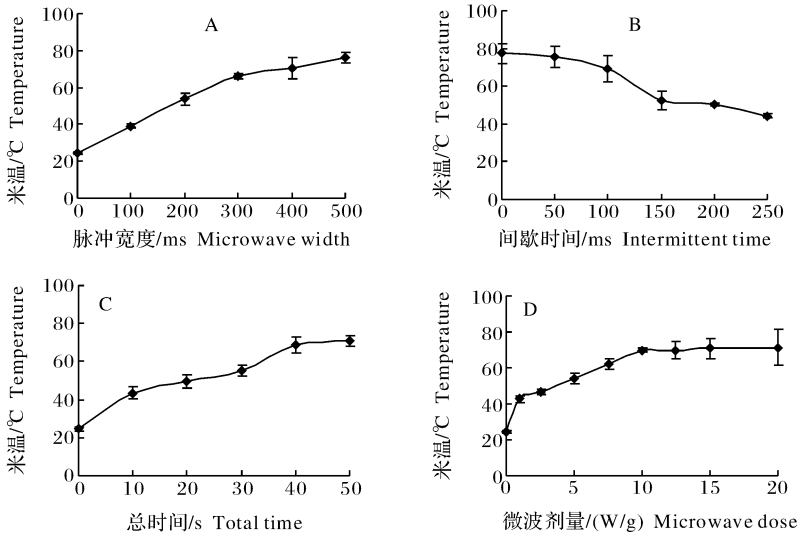 A
100
80
60
40
20
0
米温/℃ Temperature
0 100 200 300 400 500
脉冲宽度/ms Microwave width
B
100
80
60
40
20
0
米温/℃ Temperature
0 50 100 150 200 250
间歇时间/ms Intermittent time
C
100
80
60
40
20
0
米温/℃ Temperature
0 10 20 30 40 50
总时间/s Total time
D
100
80
60
40
20
0
米温/℃ Temperature
0 5 10 15 20
微波剂量/(W/g) Microwave dose